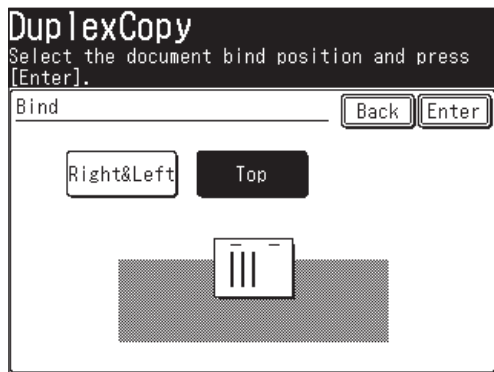 DuplexCopy
Select the document bind position and press
[Enter].
Bind
Back Enter
Right&Left Top